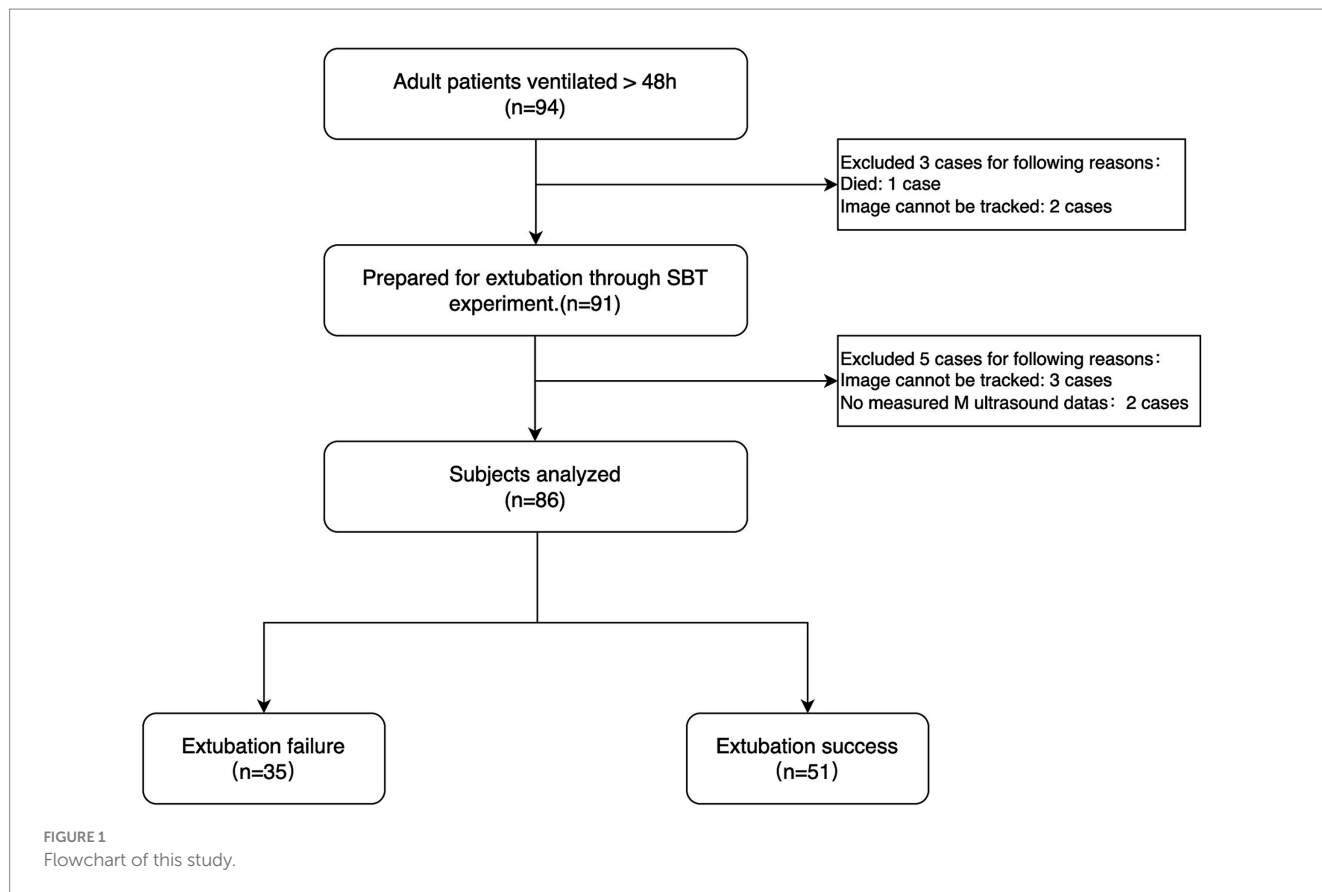 Adult patients ventilated > 48h
(n=94)
Excluded 3 cases for following reasons：
Died: 1 case
Image cannot be tracked: 2 cases
Prepared for extubation through SBT
experiment.(n=91)
Excluded 5 cases for following reasons：
Image cannot be tracked: 3 cases
No measured M ultrasound datas： 2 cases
Subjects analyzed
(n=86)
Extubation failure
（n=35）
Extubation success
（n=51）
FIGURE 1
Flowchart of this study.